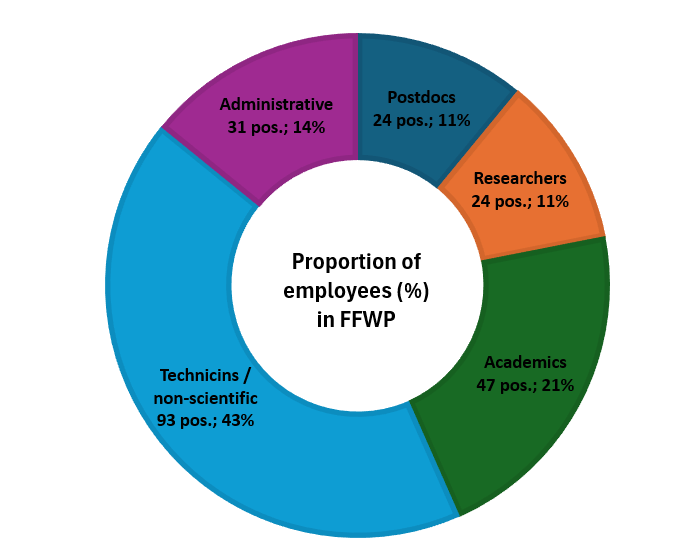 Administrative
31 pos.; 14%
Postdocs
24 pos.; 11%
Researchers
24 pos.; 11%
Proportion of
employees (%)
in FFWP
Academics
47 pos.; 21%
Technicins /
non-scientific
93 pos.; 43%